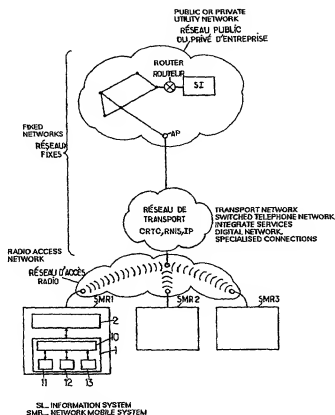 PUBLIC OR PRIVATE
UTILITY NETWORK
RÉSEAU PUBLIC
OU PRIVÉ D'ENTREPRISE
ROUTER
ROUTEUR
SI
AP
FIXED
NETWORKS
RÉSEAUX
FIXES
RÉSEAU DE
TRANSPORT
CRTC, RNiS, IP
TRANSPORT NETWORK
SWITCHED TELEPHONE NETWORK,
INTEGRATE SERVICES
DIGITAL NETWORK,
SPECIALISED CONNECTIONS
RADIO ACCESS
NETWORK
RÉSEAU D'ACCÈS
RADIO
SMR1
SMR2
SMR3
2
10
1
11
12
13
SI... INFORMATION SYSTEM
SMR... NETWORK MOBILE SYSTEM